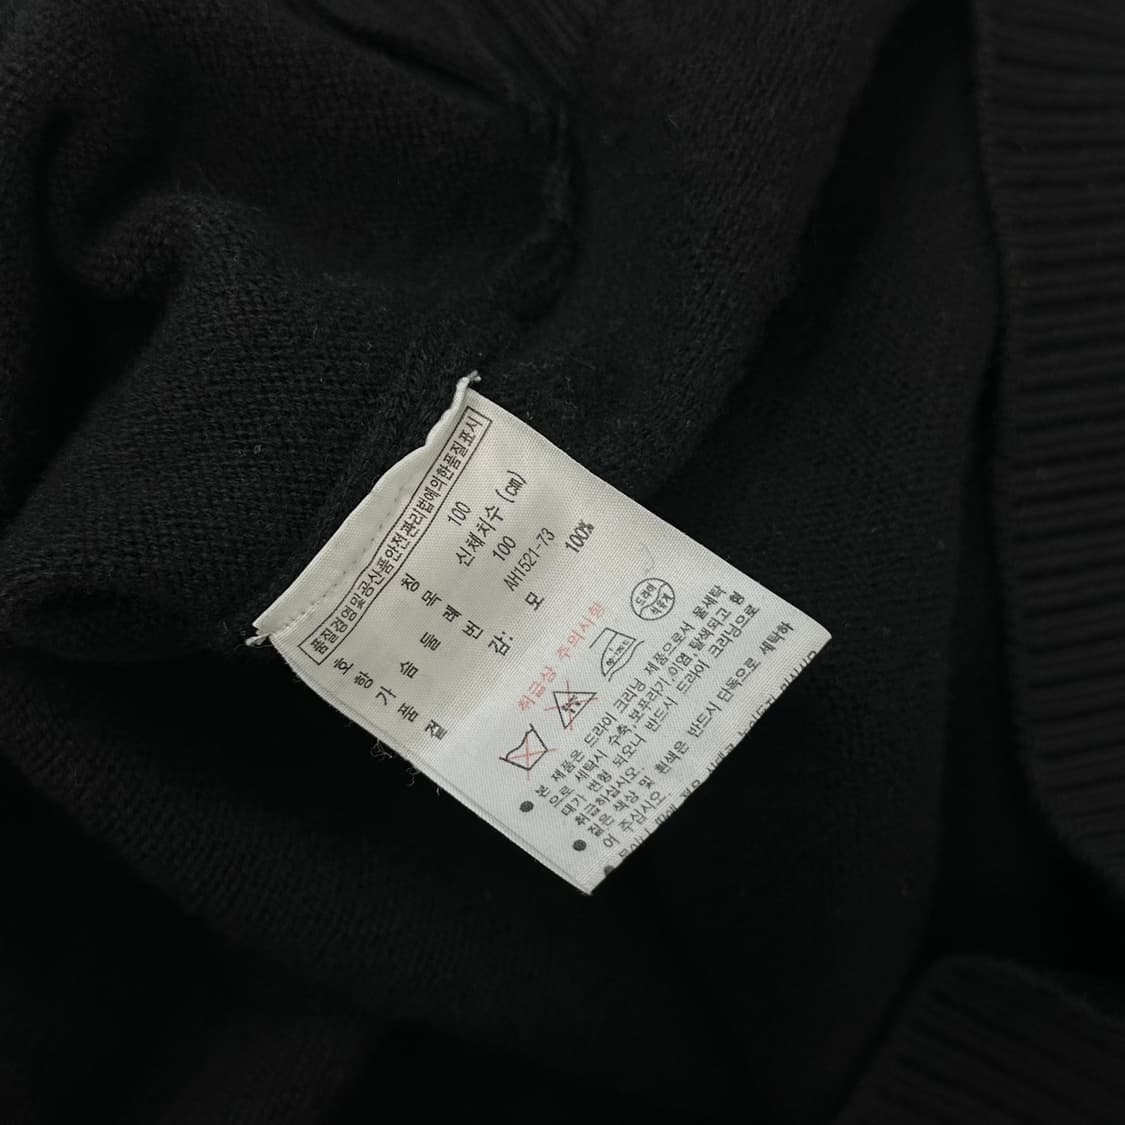 품질경영및공산품안전관리법에의한품질표시
호 칭 100
항 목 신체치수 (㎝)
가 슴 둘 레 100
품 번 AH1521-73
겉 감: 모 100%
취급상 주의사항
드라이
석유계
본 제품은 드라이 크리닝 제품으로서 물세탁
으로 세탁시 수축,보푸라기,이염,탈색되고 형
태가 변형 되오니 반드시 드라이 크리닝으로
취급하십시오.
짙은 색상 및 흰색은 반드시 단독으로 세탁하
여 주십시오.